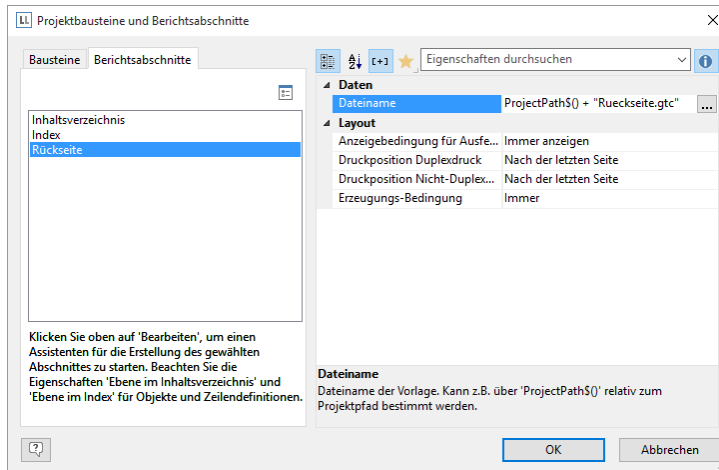 LL Projektbausteine und Berichtsabschnitte
Bausteine Berichtsabschnitte
Inhaltsverzeichnis
Index
Rückseite
Klicken Sie oben auf 'Bearbeiten', um einen
Assistenten für die Erstellung des gewählten
Abschnittes zu starten. Beachten Sie die
Eigenschaften 'Ebene im Inhaltsverzeichnis' und
'Ebene im Index' für Objekte und Zeilendefinitionen.
Eigenschaften durchsuchen
Daten
Dateiname ProjectPath$() + "Rueckseite.gtc" ...
Layout
Anzeigebedingung für Ausfe... Immer anzeigen
Druckposition Duplexdruck Nach der letzten Seite
Druckposition Nicht-Duplex... Nach der letzten Seite
Erzeugungs-Bedingung Immer
Dateiname
Dateiname der Vorlage. Kann z.B. über 'ProjectPath$()' relativ zum
Projektpfad bestimmt werden.
OK Abbrechen